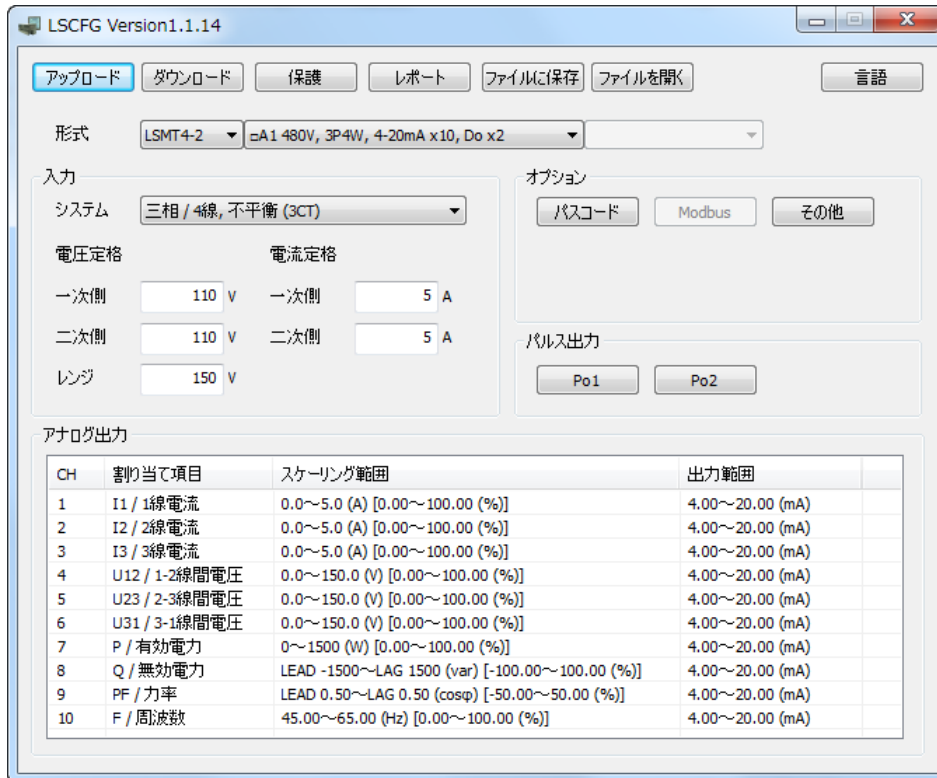 LSCFG Version1.1.14
アップロード ダウンロード 保護 レポート ファイルに保存 ファイルを開く 言語
形式 LSMT4-2 □A1 480V, 3P4W, 4-20mA x10, Do x2
入力
システム 三相 / 4線, 不平衡 (3CT)
電圧定格 電流定格
一次側 110 V 一次側 5 A
二次側 110 V 二次側 5 A
レンジ 150 V
オプション
パスコード Modbus その他
パルス出力
Po1 Po2
アナログ出力
CH 割り当て項目 スケーリング範囲 出力範囲
1 I1 / 1線電流 0.0～5.0 (A) [0.00～100.00 (%)] 4.00～20.00 (mA)
2 I2 / 2線電流 0.0～5.0 (A) [0.00～100.00 (%)] 4.00～20.00 (mA)
3 I3 / 3線電流 0.0～5.0 (A) [0.00～100.00 (%)] 4.00～20.00 (mA)
4 U12 / 1-2線間電圧 0.0～150.0 (V) [0.00～100.00 (%)] 4.00～20.00 (mA)
5 U23 / 2-3線間電圧 0.0～150.0 (V) [0.00～100.00 (%)] 4.00～20.00 (mA)
6 U31 / 3-1線間電圧 0.0～150.0 (V) [0.00～100.00 (%)] 4.00～20.00 (mA)
7 P / 有効電力 0～1500 (W) [0.00～100.00 (%)] 4.00～20.00 (mA)
8 Q / 無効電力 LEAD -1500～LAG 1500 (var) [-100.00～100.00 (%)] 4.00～20.00 (mA)
9 PF / 力率 LEAD 0.50～LAG 0.50 (cosφ) [-50.00～50.00 (%)] 4.00～20.00 (mA)
10 F / 周波数 45.00～65.00 (Hz) [0.00～100.00 (%)] 4.00～20.00 (mA)